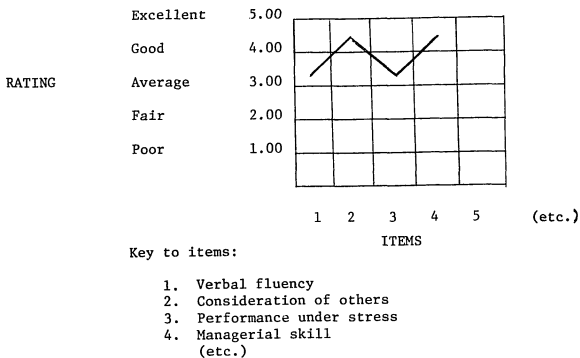 Excellent 5.00
Good 4.00
RATING Average 3.00
Fair 2.00
Poor 1.00
1 2 3 4 5 (etc.)
ITEMS
Key to items:
1. Verbal fluency
2. Consideration of others
3. Performance under stress
4. Managerial skill
(etc.)